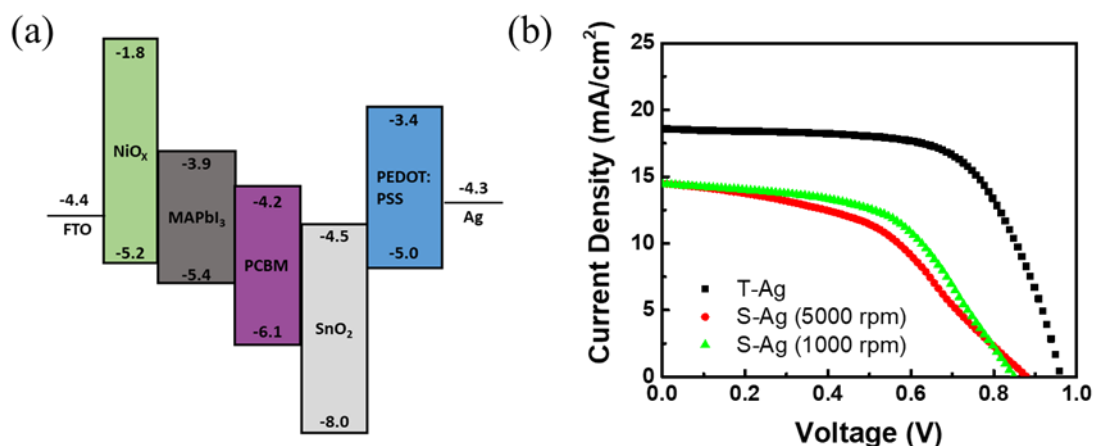 (a)
-1.8
NiOX
-5.2
-4.4
FTO
-3.9
MAPbI3
-5.4
-4.2
PCBM
-6.1
-4.5
SnO2
-8.0
-3.4
PEDOT:
PSS
-5.0
-4.3
Ag
(b)
Current Density (mA/cm2)
25
20
15
10
5
0
T-Ag
S-Ag (5000 rpm)
S-Ag (1000 rpm)
0.0 0.2 0.4 0.6 0.8 1.0
Voltage (V)